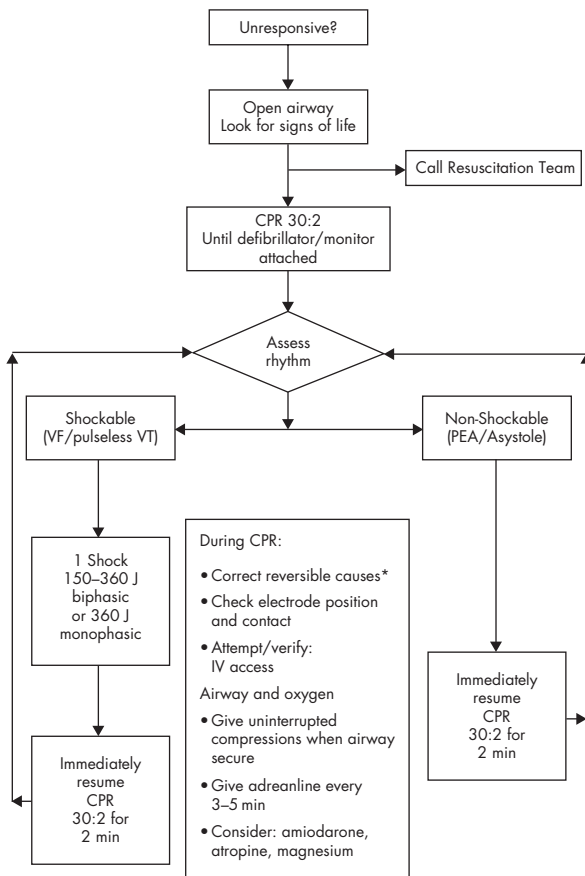 Unresponsive?
Open airway
Look for signs of life
Call Resuscitation Team
CPR 30:2
Until defibrillator/monitor
attached
Assess
rhythm
Shockable
(VF/pulseless VT)
Non-Shockable
(PEA/Asystole)
1 Shock
150–360 J
biphasic
or 360 J
monophasic
Immediately
resume
CPR
30:2 for
2 min
During CPR:
• Correct reversible causes*
• Check electrode position
and contact
• Attempt/verify:
IV access
Airway and oxygen
• Give uninterrupted
compressions when airway
secure
• Give adreanline every
3–5 min
• Consider: amiodarone,
atropine, magnesium
Immediately
resume
CPR
30:2 for
2 min